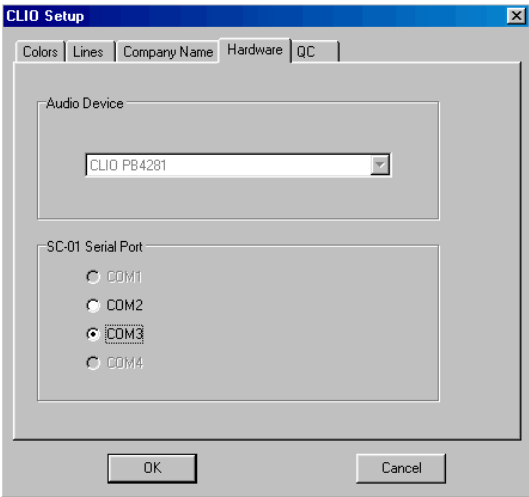 CLIO Setup
Colors Lines Company Name Hardware QC
Audio Device
CLIO PB4281
SC-01 Serial Port
COM1
COM2
COM3
COM4
OK Cancel